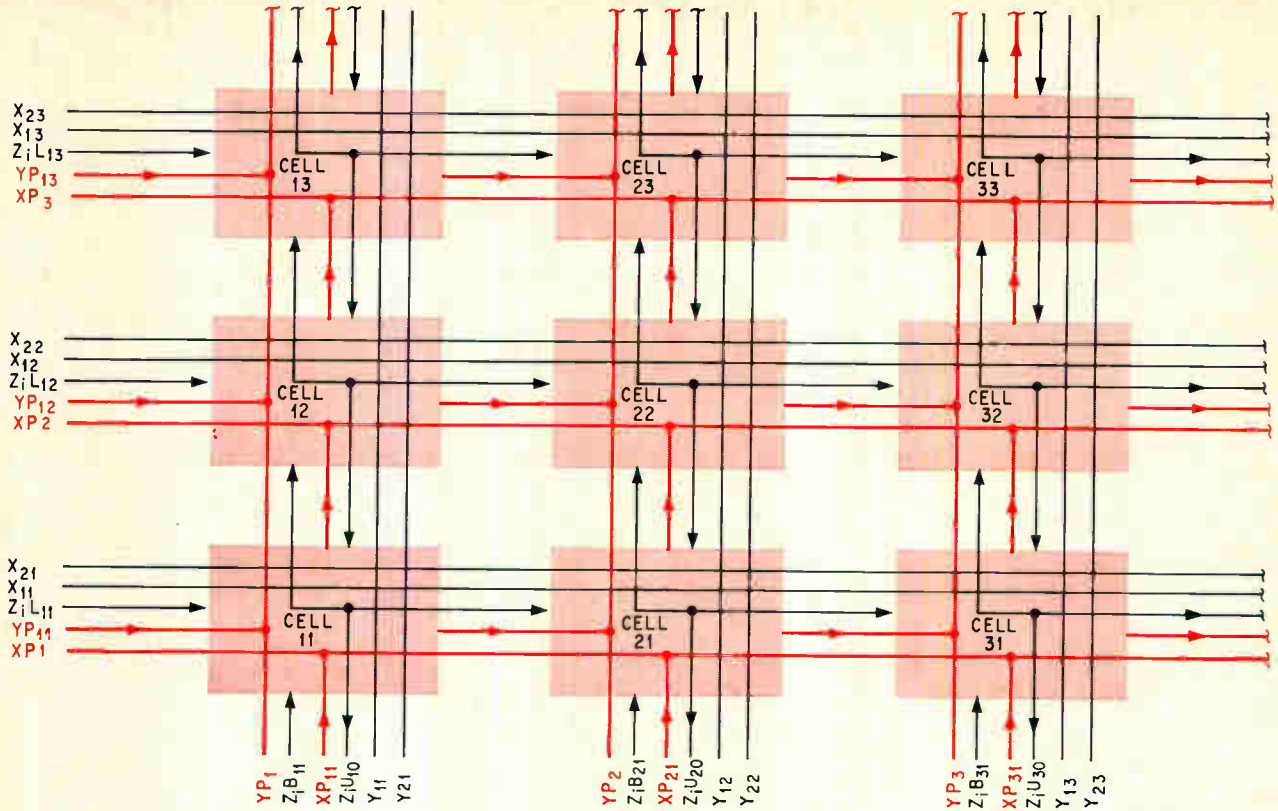 X₂₃
X₁₃
ZᵢL₁₃
YP₁₃
XP₃
CELL
13
CELL
23
CELL
33
X₂₂
X₁₂
ZᵢL₁₂
YP₁₂
XP2
CELL
12
CELL
22
CELL
32
X₂₁
X₁₁
ZᵢL₁₁
YP₁₁
XP1
CELL
11
CELL
21
CELL
31
YP₁
ZᵢB₁₁
XP₁₁
ZᵢU₁₀
Y₁₁
Y₂₁
YP₂
ZᵢB₂₁
XP₂₁
ZᵢU₂₀
Y₁₂
Y₂₂
YP₃
ZᵢB₃₁
XP₃₁
ZᵢU₃₀
Y₁₃
Y₂₃